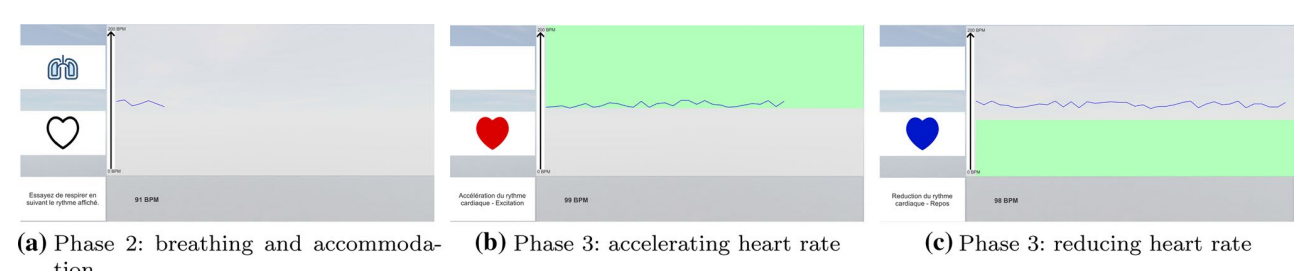 200 BPM
0 BPM
Essayez de respirer en
suivant le rythme affiché.
91 BPM
(a) Phase 2: breathing and accommoda-
tion
200 BPM
0 BPM
Accélération du rythme
cardiaque - Excitation
99 BPM
(b) Phase 3: accelerating heart rate
200 BPM
0 BPM
Reduction du rythme
cardiaque - Repos
98 BPM
(c) Phase 3: reducing heart rate